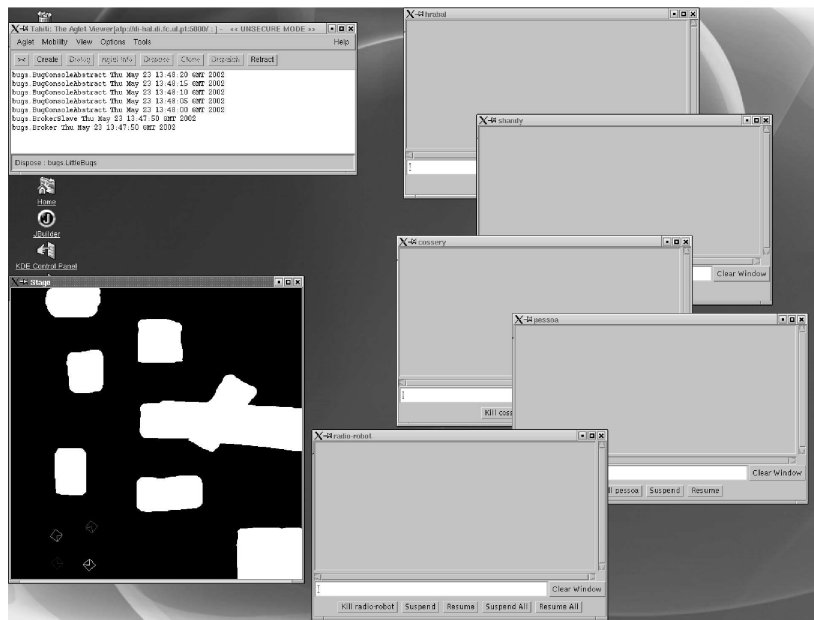 Tahiti: The Aglet Viewer[atp://di-bal.di.fc.ul.pt:5000/ : ] - << UNSECURE MODE >>
Aglet Mobility View Options Tools Help
Create Dialog Aglet Info Dispose Clone Dispatch Retract
bugs.BugConsoleAbstract Thu May 23 13:48:20 GMT 2002
bugs.BugConsoleAbstract Thu May 23 13:48:15 GMT 2002
bugs.BugConsoleAbstract Thu May 23 13:48:10 GMT 2002
bugs.BugConsoleAbstract Thu May 23 13:48:05 GMT 2002
bugs.BugConsoleAbstract Thu May 23 13:48:00 GMT 2002
bugs.BrokerSlave Thu May 23 13:47:50 GMT 2002
bugs.Broker Thu May 23 13:47:50 GMT 2002
Dispose : bugs.LittleBugs
Home
JBuilder
KDE Control Panel
Stage
hrabal
shandy
Clear Window
cossery
Kill coss
pessoa
Clear Window
ll pessoa Suspend Resume
radio-robot
Clear Window
Kill radio-robot Suspend Resume Suspend All Resume All